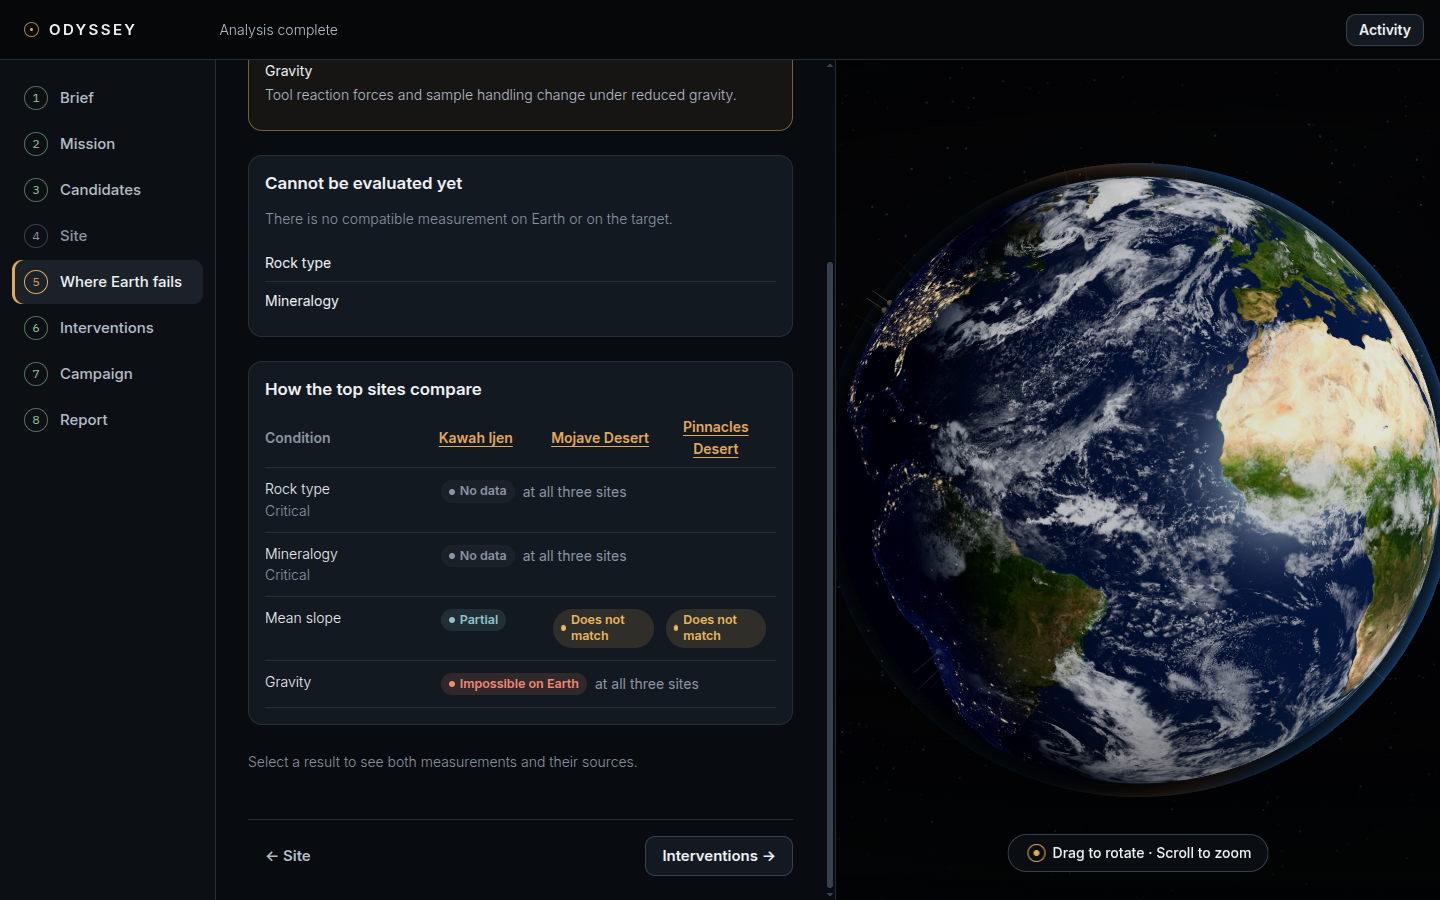 ODYSSEY
Analysis complete
Activity
1 Brief
2 Mission
3 Candidates
4 Site
5 Where Earth fails
6 Interventions
7 Campaign
8 Report
Gravity
Tool reaction forces and sample handling change under reduced gravity.
Cannot be evaluated yet
There is no compatible measurement on Earth or on the target.
Rock type
Mineralogy
How the top sites compare
Condition Kawah Ijen Mojave Desert Pinnacles
Desert
Rock type No data at all three sites
Critical
Mineralogy No data at all three sites
Critical
Mean slope Partial Does not Does not
match match
Gravity Impossible on Earth at all three sites
Select a result to see both measurements and their sources.
← Site Interventions →
Drag to rotate · Scroll to zoom